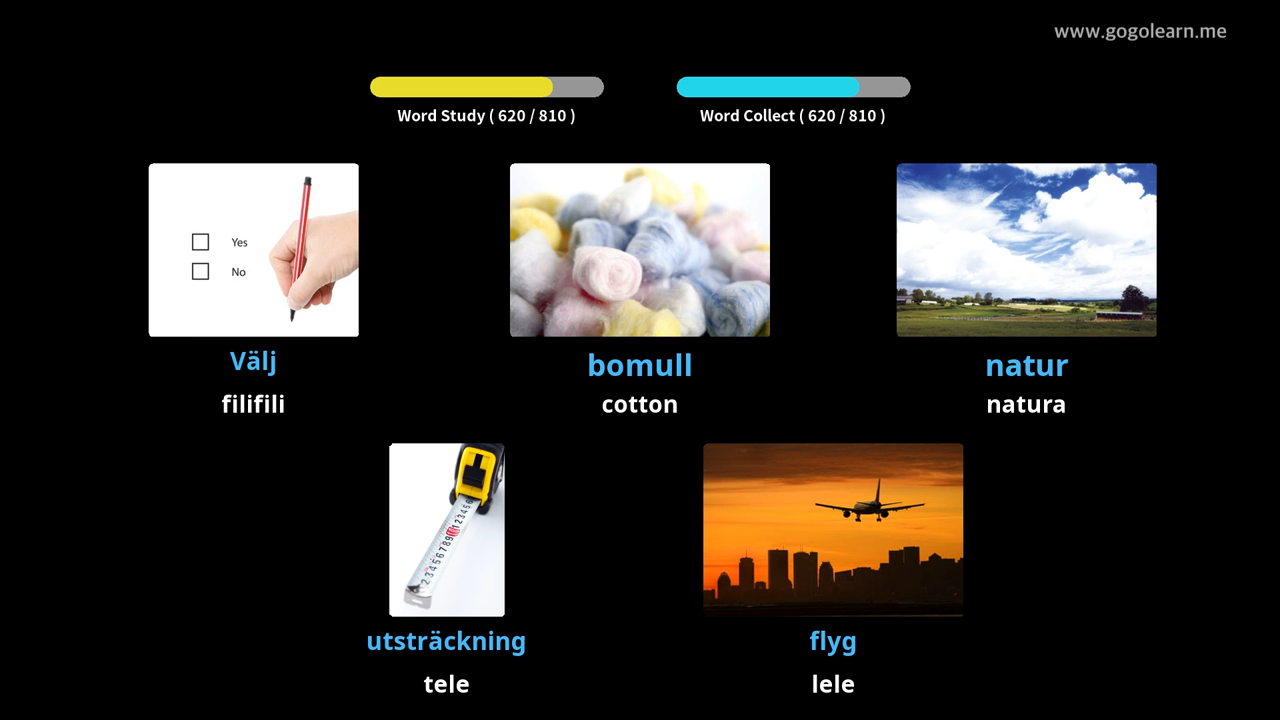 www.gogolearn.me
Word Study ( 620 / 810 )
Word Collect ( 620 / 810 )
Yes
No
Välj
filifili
bomull
cotton
natur
natura
utsträckning
tele
flyg
lele